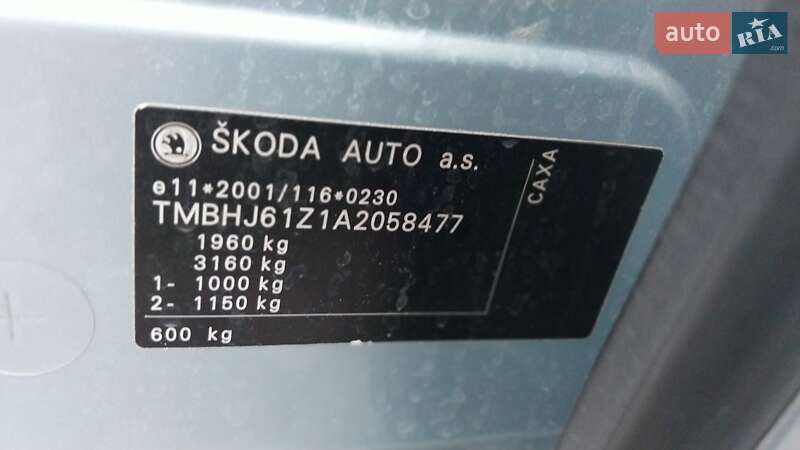 auto RIA
.com
ŠKODA AUTO a.s.
CAXA
e11*2001/116*0230
TMBHJ61Z1A2058477
1960 kg
3160 kg
1- 1000 kg
2- 1150 kg
600 kg